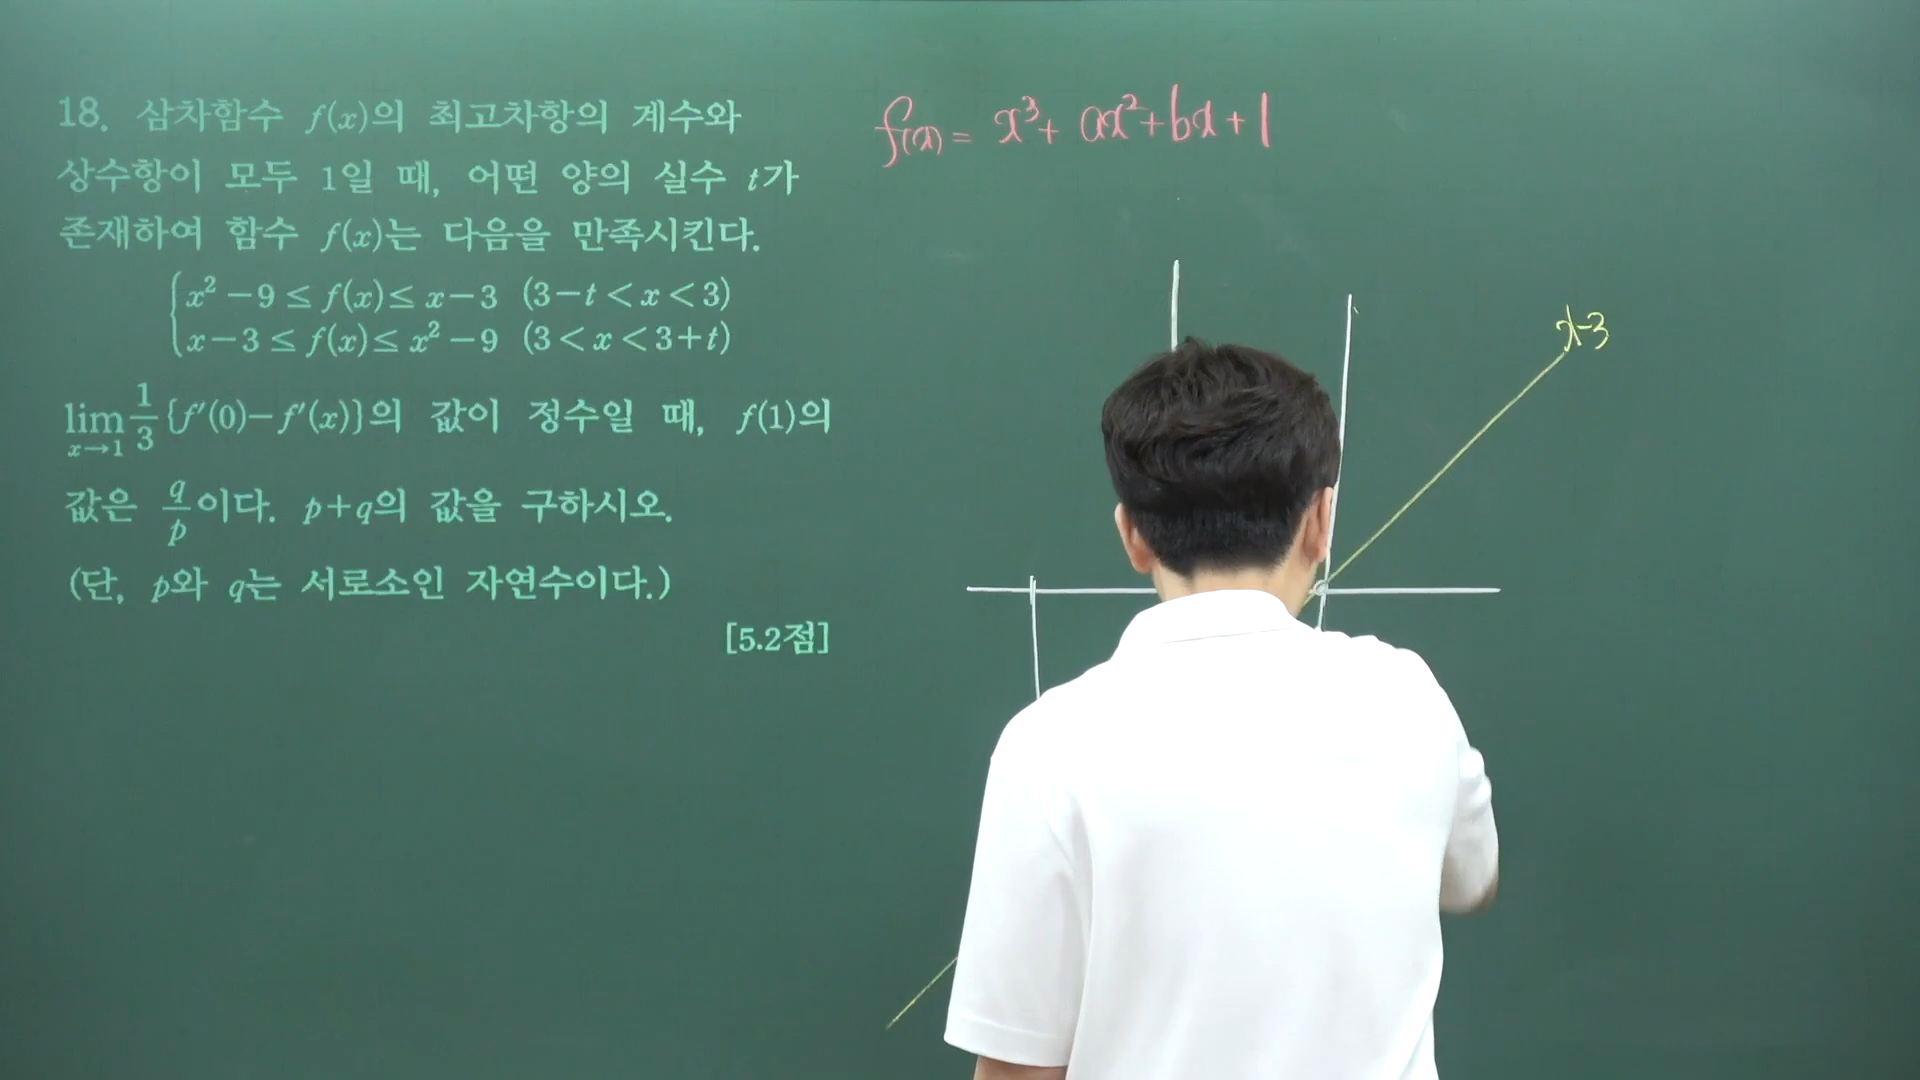 18. 삼차함수 f(x)의 최고차항의 계수와
상수항이 모두 1일 때, 어떤 양의 실수 t가
존재하여 함수 f(x)는 다음을 만족시킨다.
x² − 9 ≤ f(x) ≤ x − 3 (3 − t < x < 3)
x − 3 ≤ f(x) ≤ x² − 9 (3 < x < 3 + t)
lim_{x→1} 1/3 {f′(0) − f′(x)}의 값이 정수일 때, f(1)의
값은 q/p 이다. p+q의 값을 구하시오.
(단, p와 q는 서로소인 자연수이다.)
[5.2점]
f(x) = x³ + ax² + bx + 1
x-3